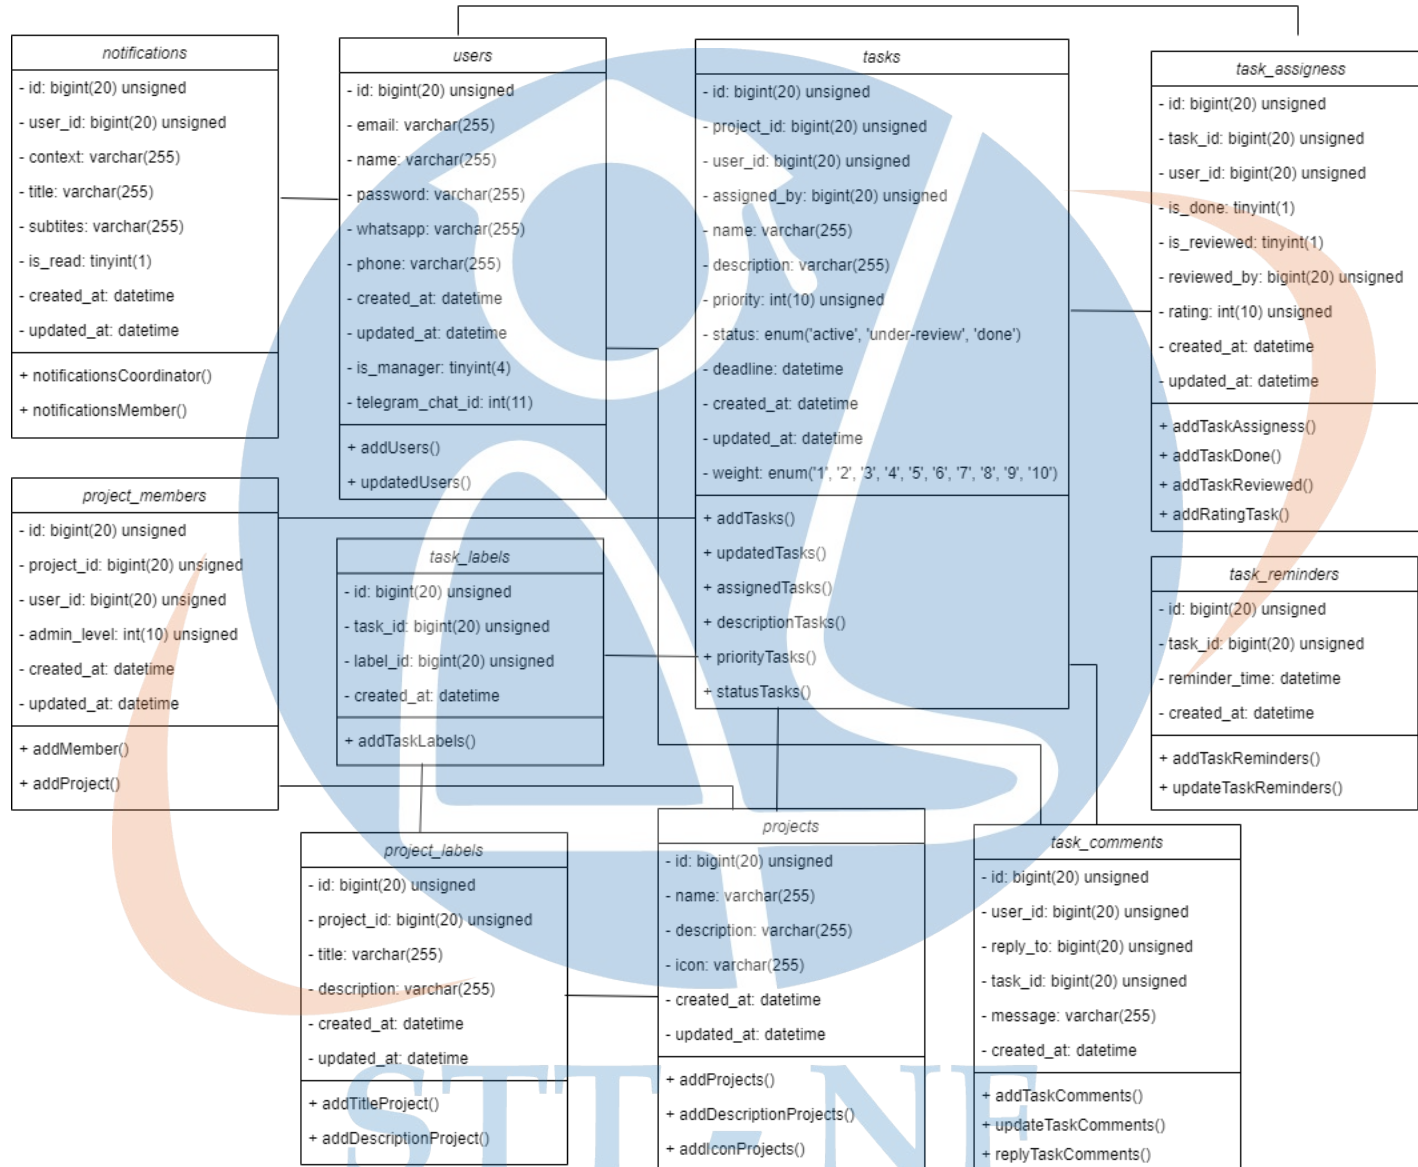 notifications
- id: bigint(20) unsigned
- user_id: bigint(20) unsigned
- context: varchar(255)
- title: varchar(255)
- subtites: varchar(255)
- is_read: tinyint(1)
- created_at: datetime
- updated_at: datetime
+ notificationsCoordinator()
+ notificationsMember()
users
- id: bigint(20) unsigned
- email: varchar(255)
- name: varchar(255)
- password: varchar(255)
- whatsapp: varchar(255)
- phone: varchar(255)
- created_at: datetime
- updated_at: datetime
- is_manager: tinyint(4)
- telegram_chat_id: int(11)
+ addUsers()
+ updatedUsers()
tasks
- id: bigint(20) unsigned
- project_id: bigint(20) unsigned
- user_id: bigint(20) unsigned
- assigned_by: bigint(20) unsigned
- name: varchar(255)
- description: varchar(255)
- priority: int(10) unsigned
- status: enum('active', 'under-review', 'done')
- deadline: datetime
- created_at: datetime
- updated_at: datetime
- weight: enum('1', '2', '3', '4', '5', '6', '7', '8', '9', '10')
+ addTasks()
+ updatedTasks()
+ assignedTasks()
+ descriptionTasks()
+ priorityTasks()
+ statusTasks()
task_assigness
- id: bigint(20) unsigned
- task_id: bigint(20) unsigned
- user_id: bigint(20) unsigned
- is_done: tinyint(1)
- is_reviewed: tinyint(1)
- reviewed_by: bigint(20) unsigned
- rating: int(10) unsigned
- created_at: datetime
- updated_at: datetime
+ addTaskAssigness()
+ addTaskDone()
+ addTaskReviewed()
+ addRatingTask()
project_members
- id: bigint(20) unsigned
- project_id: bigint(20) unsigned
- user_id: bigint(20) unsigned
- admin_level: int(10) unsigned
- created_at: datetime
- updated_at: datetime
+ addMember()
+ addProject()
task_labels
- id: bigint(20) unsigned
- task_id: bigint(20) unsigned
- label_id: bigint(20) unsigned
- created_at: datetime
+ addTaskLabels()
task_reminders
- id: bigint(20) unsigned
- task_id: bigint(20) unsigned
- reminder_time: datetime
- created_at: datetime
+ addTaskReminders()
+ updateTaskReminders()
project_labels
- id: bigint(20) unsigned
- project_id: bigint(20) unsigned
- title: varchar(255)
- description: varchar(255)
- created_at: datetime
- updated_at: datetime
+ addTitleProject()
+ addDescriptionProject()
projects
- id: bigint(20) unsigned
- name: varchar(255)
- description: varchar(255)
- icon: varchar(255)
- created_at: datetime
- updated_at: datetime
+ addProjects()
+ addDescriptionProjects()
+ addIconProjects()
task_comments
- id: bigint(20) unsigned
- user_id: bigint(20) unsigned
- reply_to: bigint(20) unsigned
- task_id: bigint(20) unsigned
- message: varchar(255)
- created_at: datetime
+ addTaskComments()
+ updateTaskComments()
+ replyTaskComments()
STT - NF